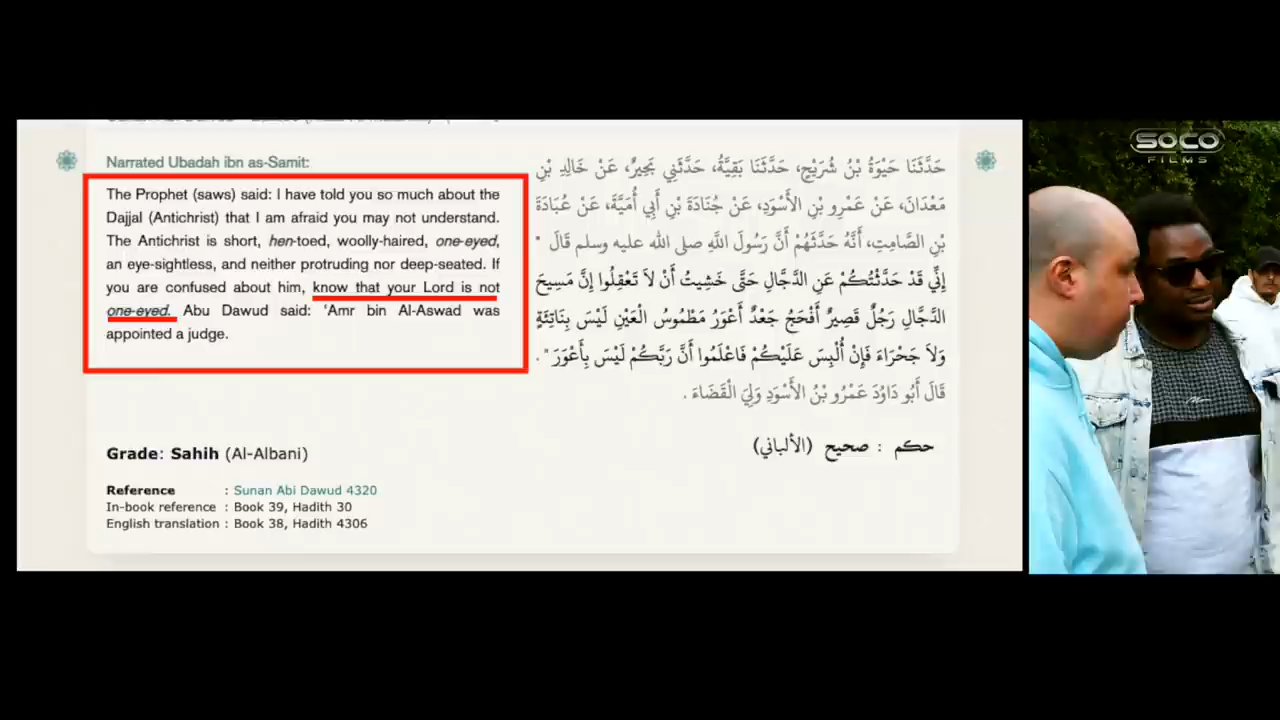 Narrated Ubadah ibn as-Samit:
The Prophet (saws) said: I have told you so much about the
Dajjal (Antichrist) that I am afraid you may not understand.
The Antichrist is short, hen-toed, woolly-haired, one-eyed,
an eye-sightless, and neither protruding nor deep-seated. If
you are confused about him, know that your Lord is not
one-eyed. Abu Dawud said: 'Amr bin Al-Aswad was
appointed a judge.
حَدَّثَنَا حَيْوَةُ بْنُ شُرَيْحٍ، حَدَّثَنَا بَقِيَّةُ، حَدَّثَنِي بَحِيرٌ، عَنْ خَالِدِ بْنِ
مَعْدَانَ، عَنْ عَمْرِو بْنِ الأَسْوَدِ، عَنْ جُنَادَةَ بْنِ أَبِي أُمَيَّةَ، عَنْ عُبَادَةَ
بْنِ الصَّامِتِ، أَنَّهُ حَدَّثَهُمْ أَنَّ رَسُولَ اللَّهِ صلى الله عليه وسلم قَالَ ‏"‏
إِنِّي قَدْ حَدَّثْتُكُمْ عَنِ الدَّجَّالِ حَتَّى خَشِيتُ أَنْ لاَ تَعْقِلُوا إِنَّ مَسِيحَ
الدَّجَّالِ رَجُلٌ قَصِيرٌ أَفْحَجُ جَعْدٌ أَعْوَرُ مَطْمُوسُ الْعَيْنِ لَيْسَ بِنَاتِئَةٍ
وَلاَ جَحْرَاءَ فَإِنْ أُلْبِسَ عَلَيْكُمْ فَاعْلَمُوا أَنَّ رَبَّكُمْ لَيْسَ بِأَعْوَرَ ‏"‏ ‏.‏
قَالَ أَبُو دَاوُدَ عَمْرُو بْنُ الأَسْوَدِ وَلِيَ الْقَضَاءَ ‏.‏
Grade: Sahih (Al-Albani)
حكم : صحيح (الألباني)
Reference : Sunan Abi Dawud 4320
In-book reference : Book 39, Hadith 30
English translation : Book 38, Hadith 4306
SOCO
FILMS